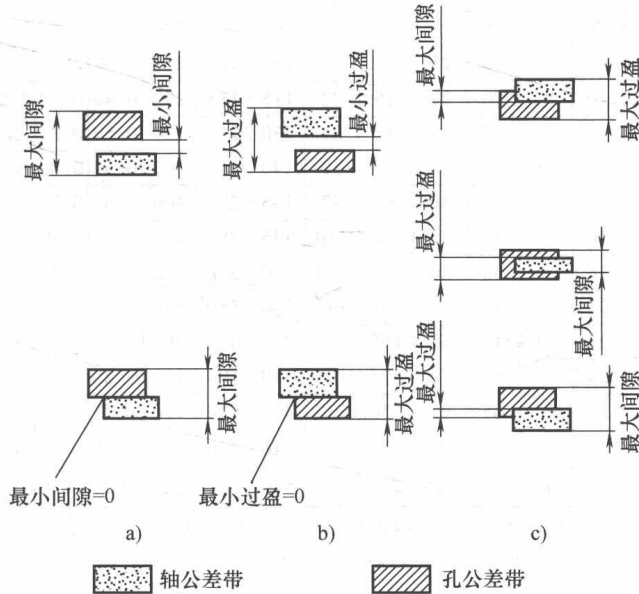 最大间隙
最小间隙
最大过盈
最小过盈
最大间隙
最大过盈
最大过盈
最大间隙
最小间隙=0
最大间隙
最小过盈=0
最大过盈
最大过盈
最大间隙
a)
b)
c)
轴公差带
孔公差带